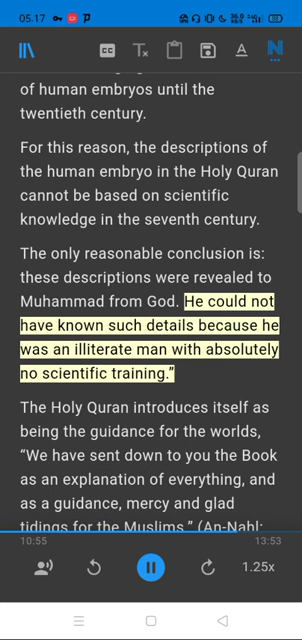 05.17
of human embryos until the
twentieth century.
For this reason, the descriptions of
the human embryo in the Holy Quran
cannot be based on scientific
knowledge in the seventh century.
The only reasonable conclusion is:
these descriptions were revealed to
Muhammad from God. He could not
have known such details because he
was an illiterate man with absolutely
no scientific training.”
The Holy Quran introduces itself as
being the guidance for the worlds,
“We have sent down to you the Book
as an explanation of everything, and
as a guidance, mercy and glad
tidings for the Muslims.” (An-Nahl:
10:55
13:53
1.25x